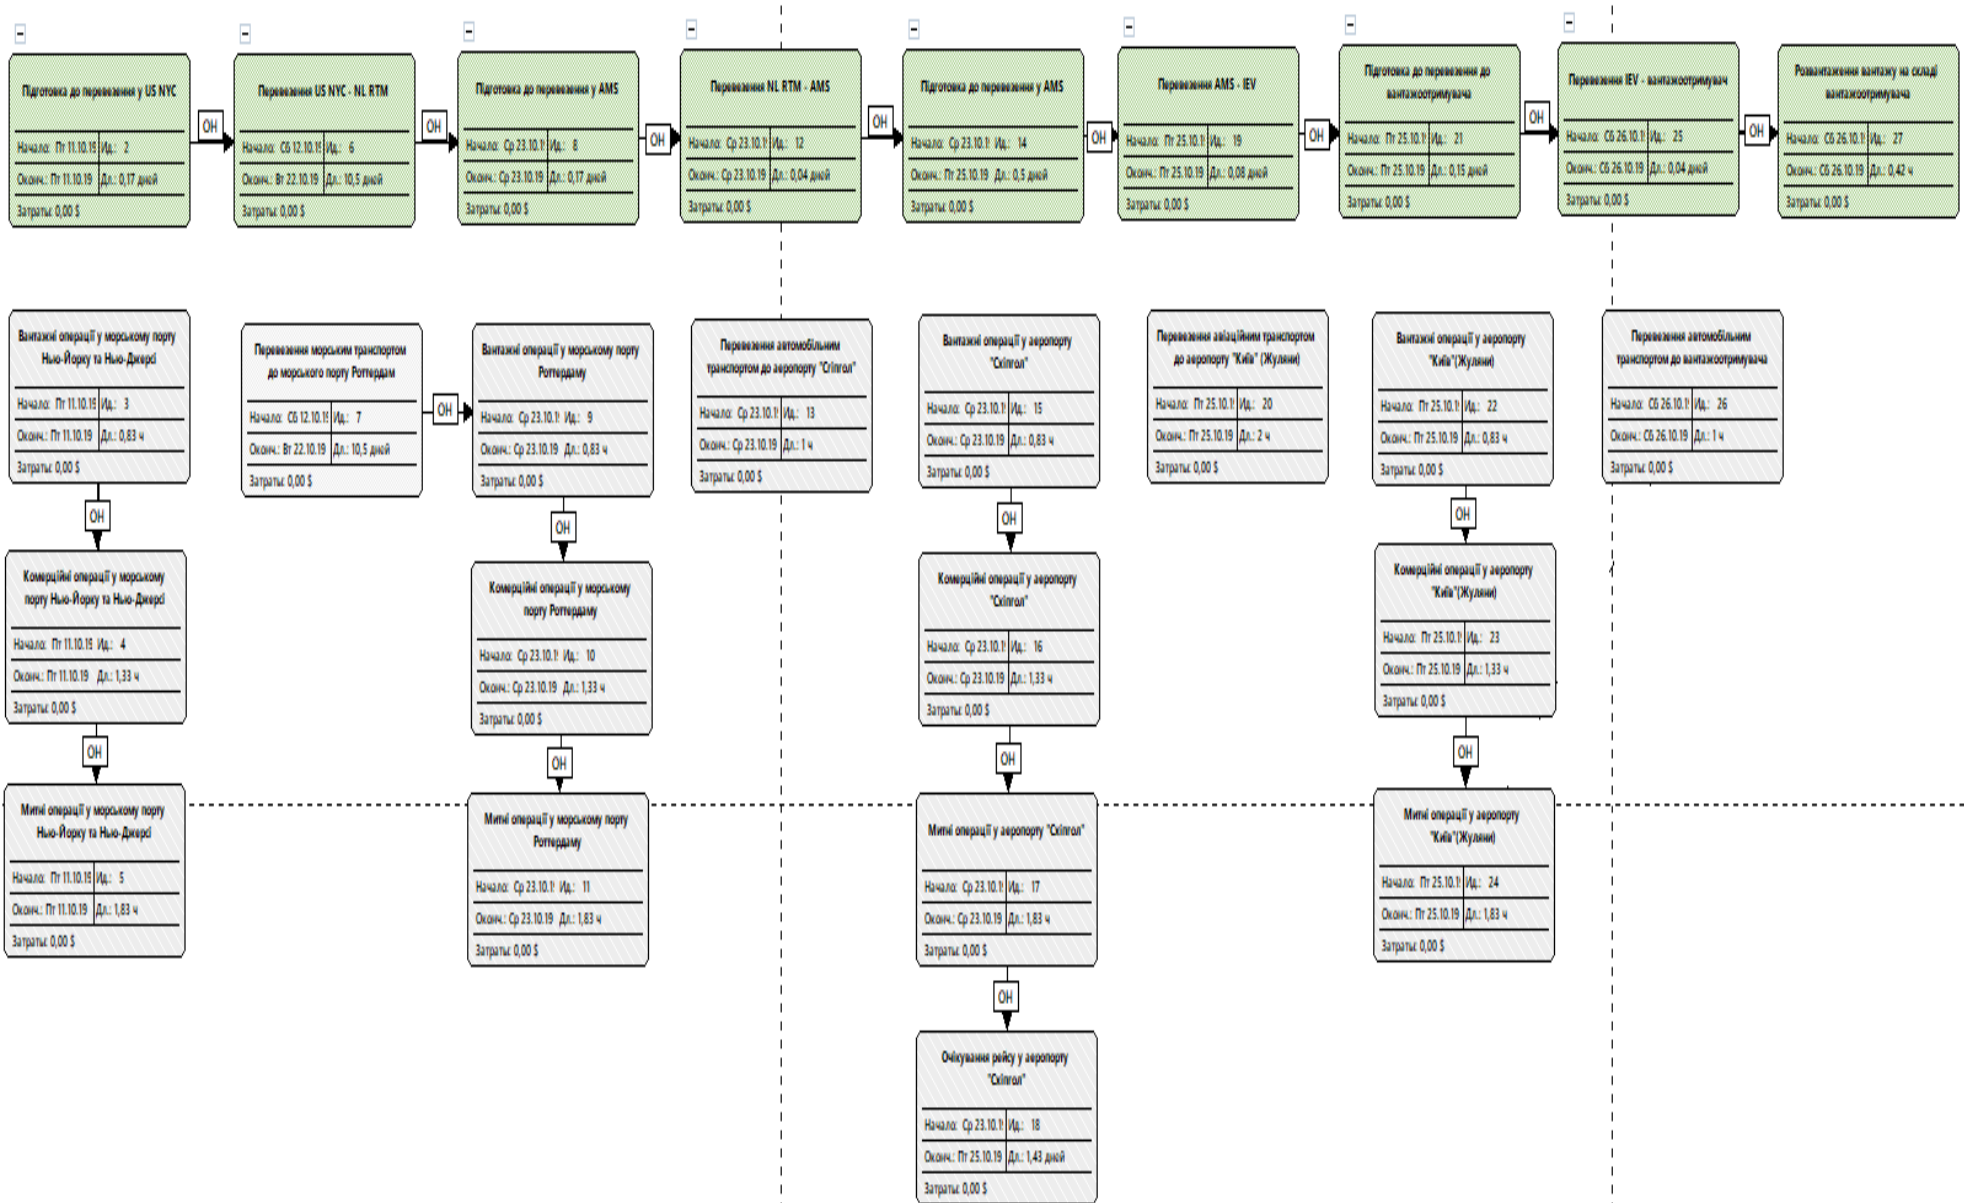 Підготовка до перевезення у US NYC
Начало: Пт 11.10.19 Ид.: 2
Оконч.: Пт 11.10.19 Дл.: 0,17 дней
Затраты: 0,00 $
ОН
Перевезення US NYC - NL RTM
Начало: Сб 12.10.19 Ид.: 6
Оконч.: Вт 22.10.19 Дл.: 10,5 дней
Затраты: 0,00 $
ОН
Підготовка до перевезення у AMS
Начало: Ср 23.10.1 Ид.: 8
Оконч.: Ср 23.10.19 Дл.: 0,17 дней
Затраты: 0,00 $
ОН
Перевезення NL RTM - AMS
Начало: Ср 23.10.1 Ид.: 12
Оконч.: Ср 23.10.19 Дл.: 0,04 дней
Затраты: 0,00 $
ОН
Підготовка до перевезення у AMS
Начало: Ср 23.10.1 Ид.: 14
Оконч.: Пт 25.10.19 Дл.: 0,5 дней
Затраты: 0,00 $
ОН
Перевезення AMS - IEV
Начало: Пт 25.10.1 Ид.: 19
Оконч.: Пт 25.10.19 Дл.: 0,08 дней
Затраты: 0,00 $
ОН
Підготовка до перевезення до
вантажоотримувача
Начало: Пт 25.10.1 Ид.: 21
Оконч.: Пт 25.10.19 Дл.: 0,15 дней
Затраты: 0,00 $
ОН
Перевезення IEV - вантажоотримувач
Начало: Сб 26.10.1 Ид.: 25
Оконч.: Сб 26.10.19 Дл.: 0,04 дней
Затраты: 0,00 $
ОН
Розвантаження вантажу на складі
вантажоотримувача
Начало: Сб 26.10.1 Ид.: 27
Оконч.: Сб 26.10.19 Дл.: 0,42 ч
Затраты: 0,00 $
Вантажні операції у морському порту
Нью-Йорку та Нью-Джерсі
Начало: Пт 11.10.19 Ид.: 3
Оконч.: Пт 11.10.19 Дл.: 0,83 ч
Затраты: 0,00 $
ОН
Перевезення морським транспортом
до морського порту Роттердам
Начало: Сб 12.10.19 Ид.: 7
Оконч.: Вт 22.10.19 Дл.: 10,5 дней
Затраты: 0,00 $
ОН
Вантажні операції у морському порту
Роттердаму
Начало: Ср 23.10.1 Ид.: 9
Оконч.: Ср 23.10.19 Дл.: 0,83 ч
Затраты: 0,00 $
ОН
Перевезення автомобільним
транспортом до аеропорту "Сгіпгол"
Начало: Ср 23.10.1 Ид.: 13
Оконч.: Ср 23.10.19 Дл.: 1 ч
Затраты: 0,00 $
Вантажні операції у аеропорту
"Схіпгол"
Начало: Ср 23.10.1 Ид.: 15
Оконч.: Ср 23.10.19 Дл.: 0,83 ч
Затраты: 0,00 $
ОН
Перевезення авіаційним транспортом
до аеропорту "Київ" (Жуляни)
Начало: Пт 25.10.1 Ид.: 20
Оконч.: Пт 25.10.19 Дл.: 2 ч
Затраты: 0,00 $
Вантажні операції у аеропорту
"Київ"(Жуляни)
Начало: Пт 25.10.1 Ид.: 22
Оконч.: Пт 25.10.19 Дл.: 0,83 ч
Затраты: 0,00 $
ОН
Перевезення автомобільним
транспортом до вантажоотримувача
Начало: Сб 26.10.1 Ид.: 26
Оконч.: Сб 26.10.19 Дл.: 1 ч
Затраты: 0,00 $
Комерційні операції у морському
порту Нью-Йорку та Нью-Джерсі
Начало: Пт 11.10.19 Ид.: 4
Оконч.: Пт 11.10.19 Дл.: 1,33 ч
Затраты: 0,00 $
ОН
Комерційні операції у морському
порту Роттердаму
Начало: Ср 23.10.1 Ид.: 10
Оконч.: Ср 23.10.19 Дл.: 1,33 ч
Затраты: 0,00 $
ОН
Комерційні операції у аеропорту
"Схіпгол"
Начало: Ср 23.10.1 Ид.: 16
Оконч.: Ср 23.10.19 Дл.: 1,33 ч
Затраты: 0,00 $
ОН
Комерційні операції у аеропорту
"Київ"(Жуляни)
Начало: Пт 25.10.1 Ид.: 23
Оконч.: Пт 25.10.19 Дл.: 1,33 ч
Затраты: 0,00 $
ОН
Митні операції у морському порту
Нью-Йорку та Нью-Джерсі
Начало: Пт 11.10.19 Ид.: 5
Оконч.: Пт 11.10.19 Дл.: 1,83 ч
Затраты: 0,00 $
Митні операції у морському порту
Роттердаму
Начало: Ср 23.10.1 Ид.: 11
Оконч.: Ср 23.10.19 Дл.: 1,83 ч
Затраты: 0,00 $
Митні операції у аеропорту "Схіпгол"
Начало: Ср 23.10.1 Ид.: 17
Оконч.: Ср 23.10.19 Дл.: 1,83 ч
Затраты: 0,00 $
ОН
Митні операції у аеропорту
"Київ"(Жуляни)
Начало: Пт 25.10.1 Ид.: 24
Оконч.: Пт 25.10.19 Дл.: 1,83 ч
Затраты: 0,00 $
Очікування рейсу у аеропорту
"Схіпгол"
Начало: Ср 23.10.1 Ид.: 18
Оконч.: Пт 25.10.19 Дл.: 1,43 дней
Затраты: 0,00 $